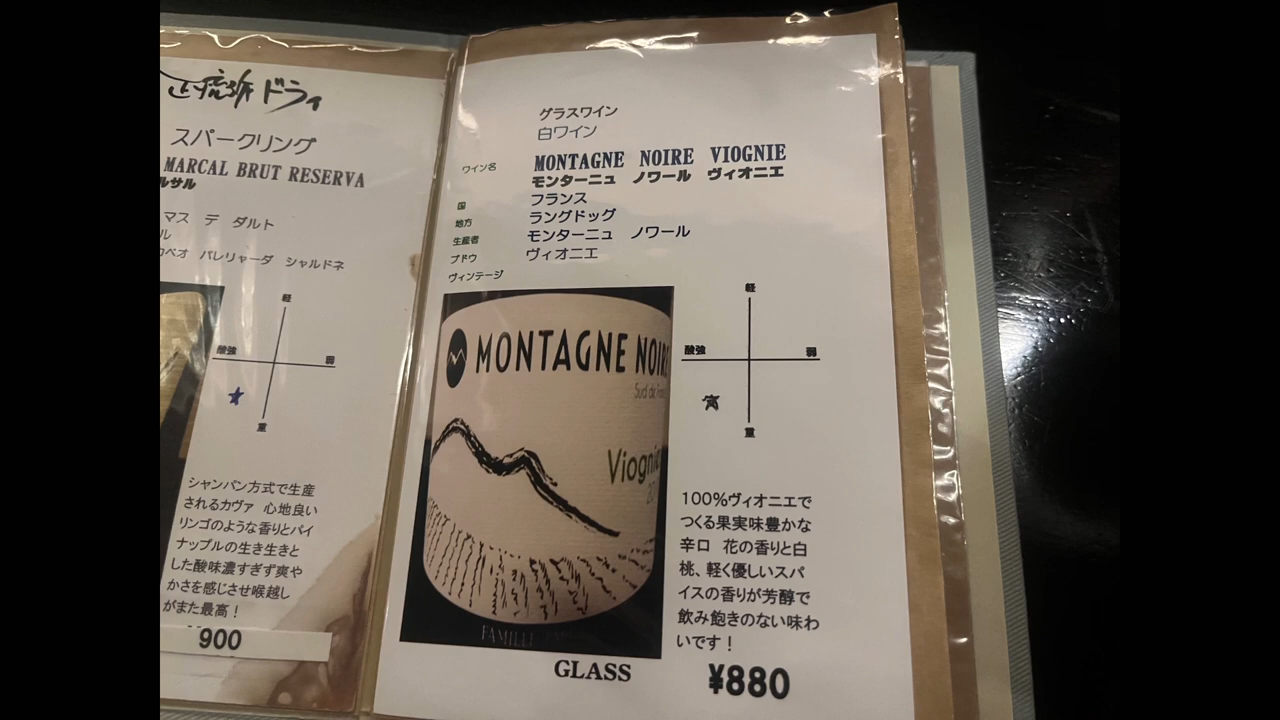 ドライ
スパークリング
MARCAL BRUT RESERVA
ルサル
マス デ ダルト
ル
カベオ パレリャーダ シャルドネ
軽
酸強
弱
重
シャンパン方式で生産
されるカヴァ 心地良い
リンゴのような香りとパイ
ナップルの生き生きと
した酸味濃すぎず爽や
かさを感じさせ喉越し
がまた最高!
900
グラスワイン
白ワイン
ワイン名 MONTAGNE NOIRE VIOGNIE
モンターニュ ノワール ヴィオニエ
国 フランス
地方 ラングドッグ
生産者 モンターニュ ノワール
ブドウ ヴィオニエ
ヴィンテージ
MONTAGNE NOIRE
Sud de
Viognie
FAMILLE
軽
酸強
弱
重
100%ヴィオニエで
つくる果実味豊かな
辛口 花の香りと白
桃、軽く優しいスパ
イスの香りが芳醇で
飲み飽きのない味わ
いです!
GLASS ¥880